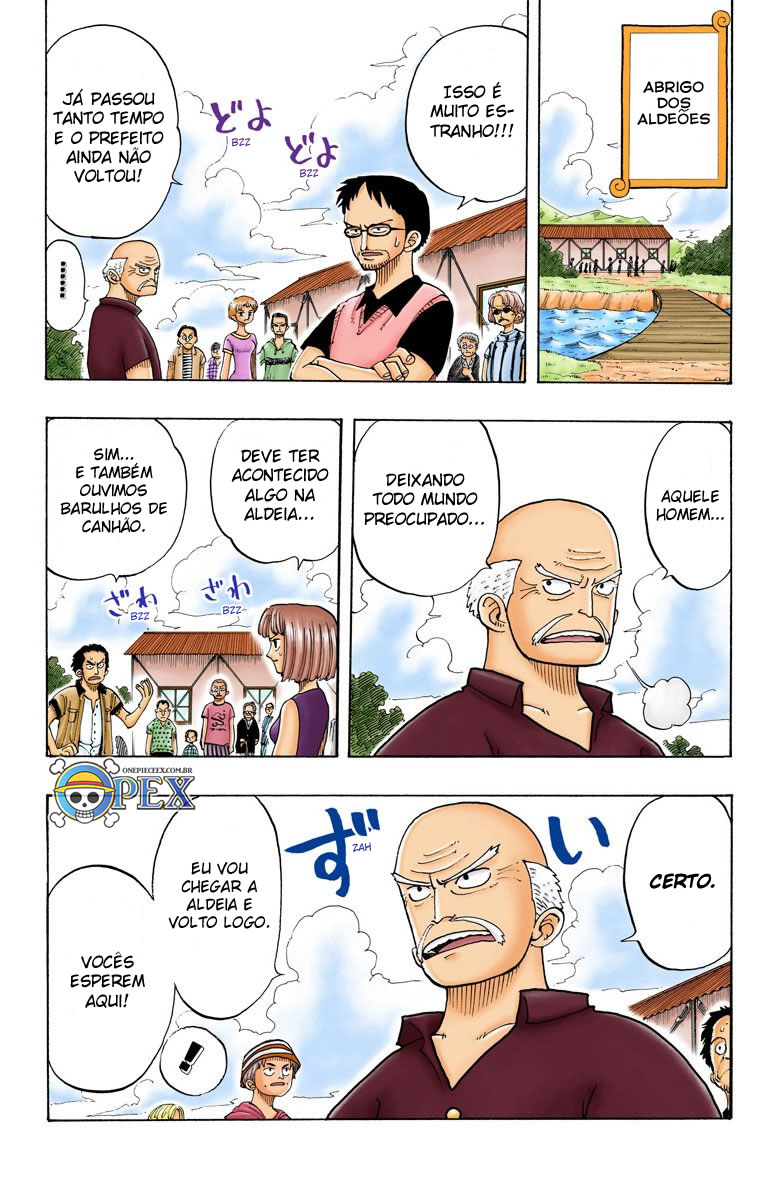 ABRIGO
DOS
ALDEÕES
ISSO É
MUITO ES-
TRANHO!!!
JÁ PASSOU
TANTO TEMPO
E O PREFEITO
AINDA NÃO
VOLTOU!
どよ
BZZ
どよ
BZZ
......
AQUELE
HOMEM...
DEIXANDO
TODO MUNDO
PREOCUPADO...
DEVE TER
ACONTECIDO
ALGO NA
ALDEIA...
SIM...
E TAMBÉM
OUVIMOS
BARULHOS DE
CANHÃO.
ざわ
BZZ
ざわ
BZZ
ONEPIECEEX.COM.BR
OPEX
CERTO.
ずい
ZAH
EU VOU
CHEGAR A
ALDEIA E
VOLTO LOGO.
VOCÊS
ESPEREM
AQUI!
!